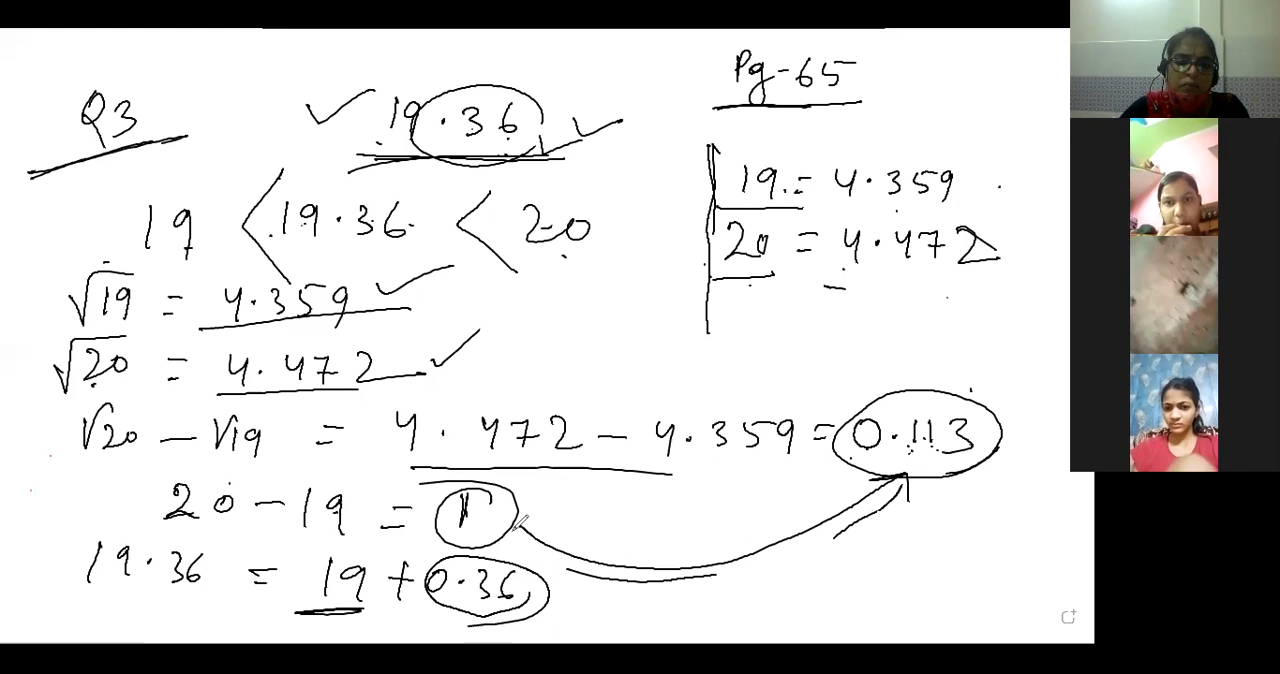 Q3 19.36
19 < 19.36 < 20
√19 = 4.359
√20 = 4.472
√20 - √19 = 4.472 - 4.359 = 0.113
20 - 19 = 1
19.36 = 19 + 0.36
Pg-65
19 = 4.359
20 = 4.472